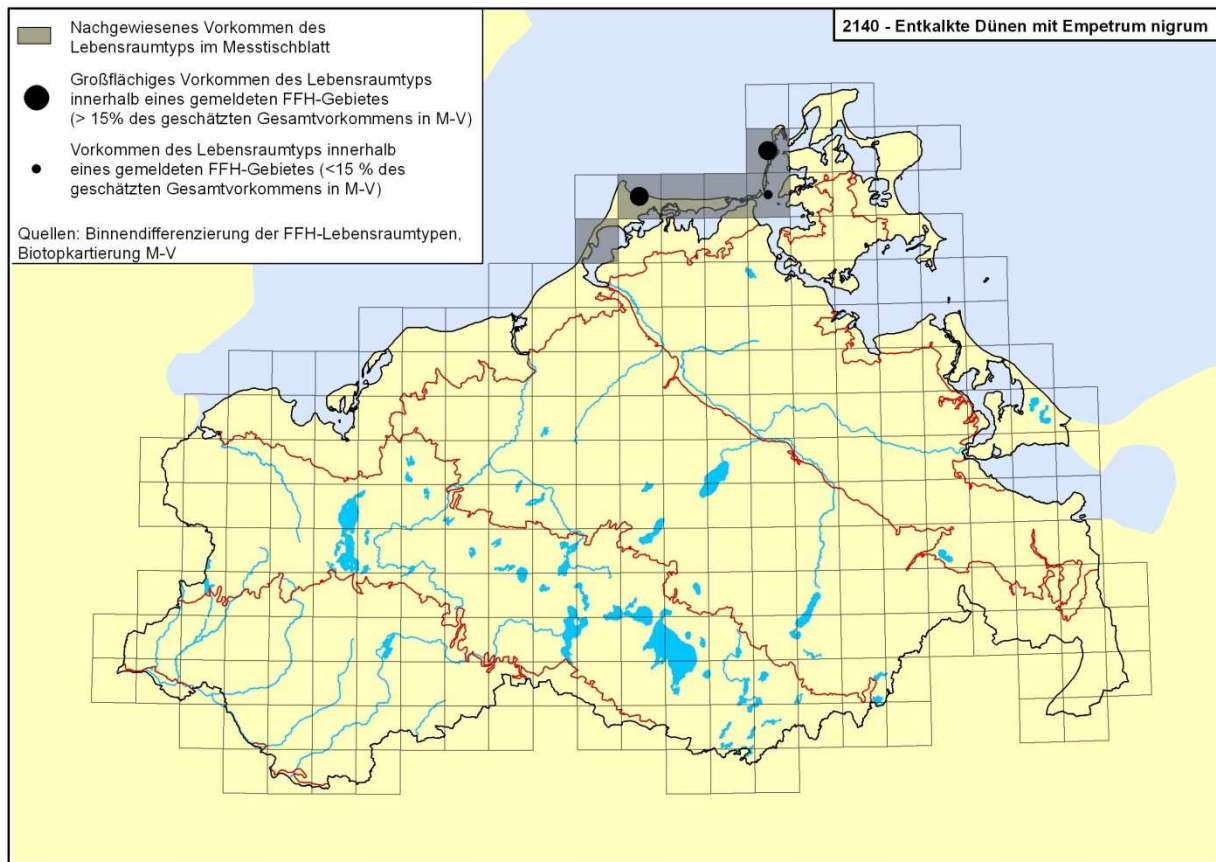 Nachgewiesenes Vorkommen des
Lebensraumtyps im Messtischblatt
Großflächiges Vorkommen des Lebensraumtyps
innerhalb eines gemeldeten FFH-Gebietes
(> 15% des geschätzten Gesamtvorkommens in M-V)
Vorkommen des Lebensraumtyps innerhalb
eines gemeldeten FFH-Gebietes (<15 % des
geschätzten Gesamtvorkommens in M-V)
Quellen: Binnendifferenzierung der FFH-Lebensraumtypen,
Biotopkartierung M-V
2140 - Entkalkte Dünen mit Empetrum nigrum